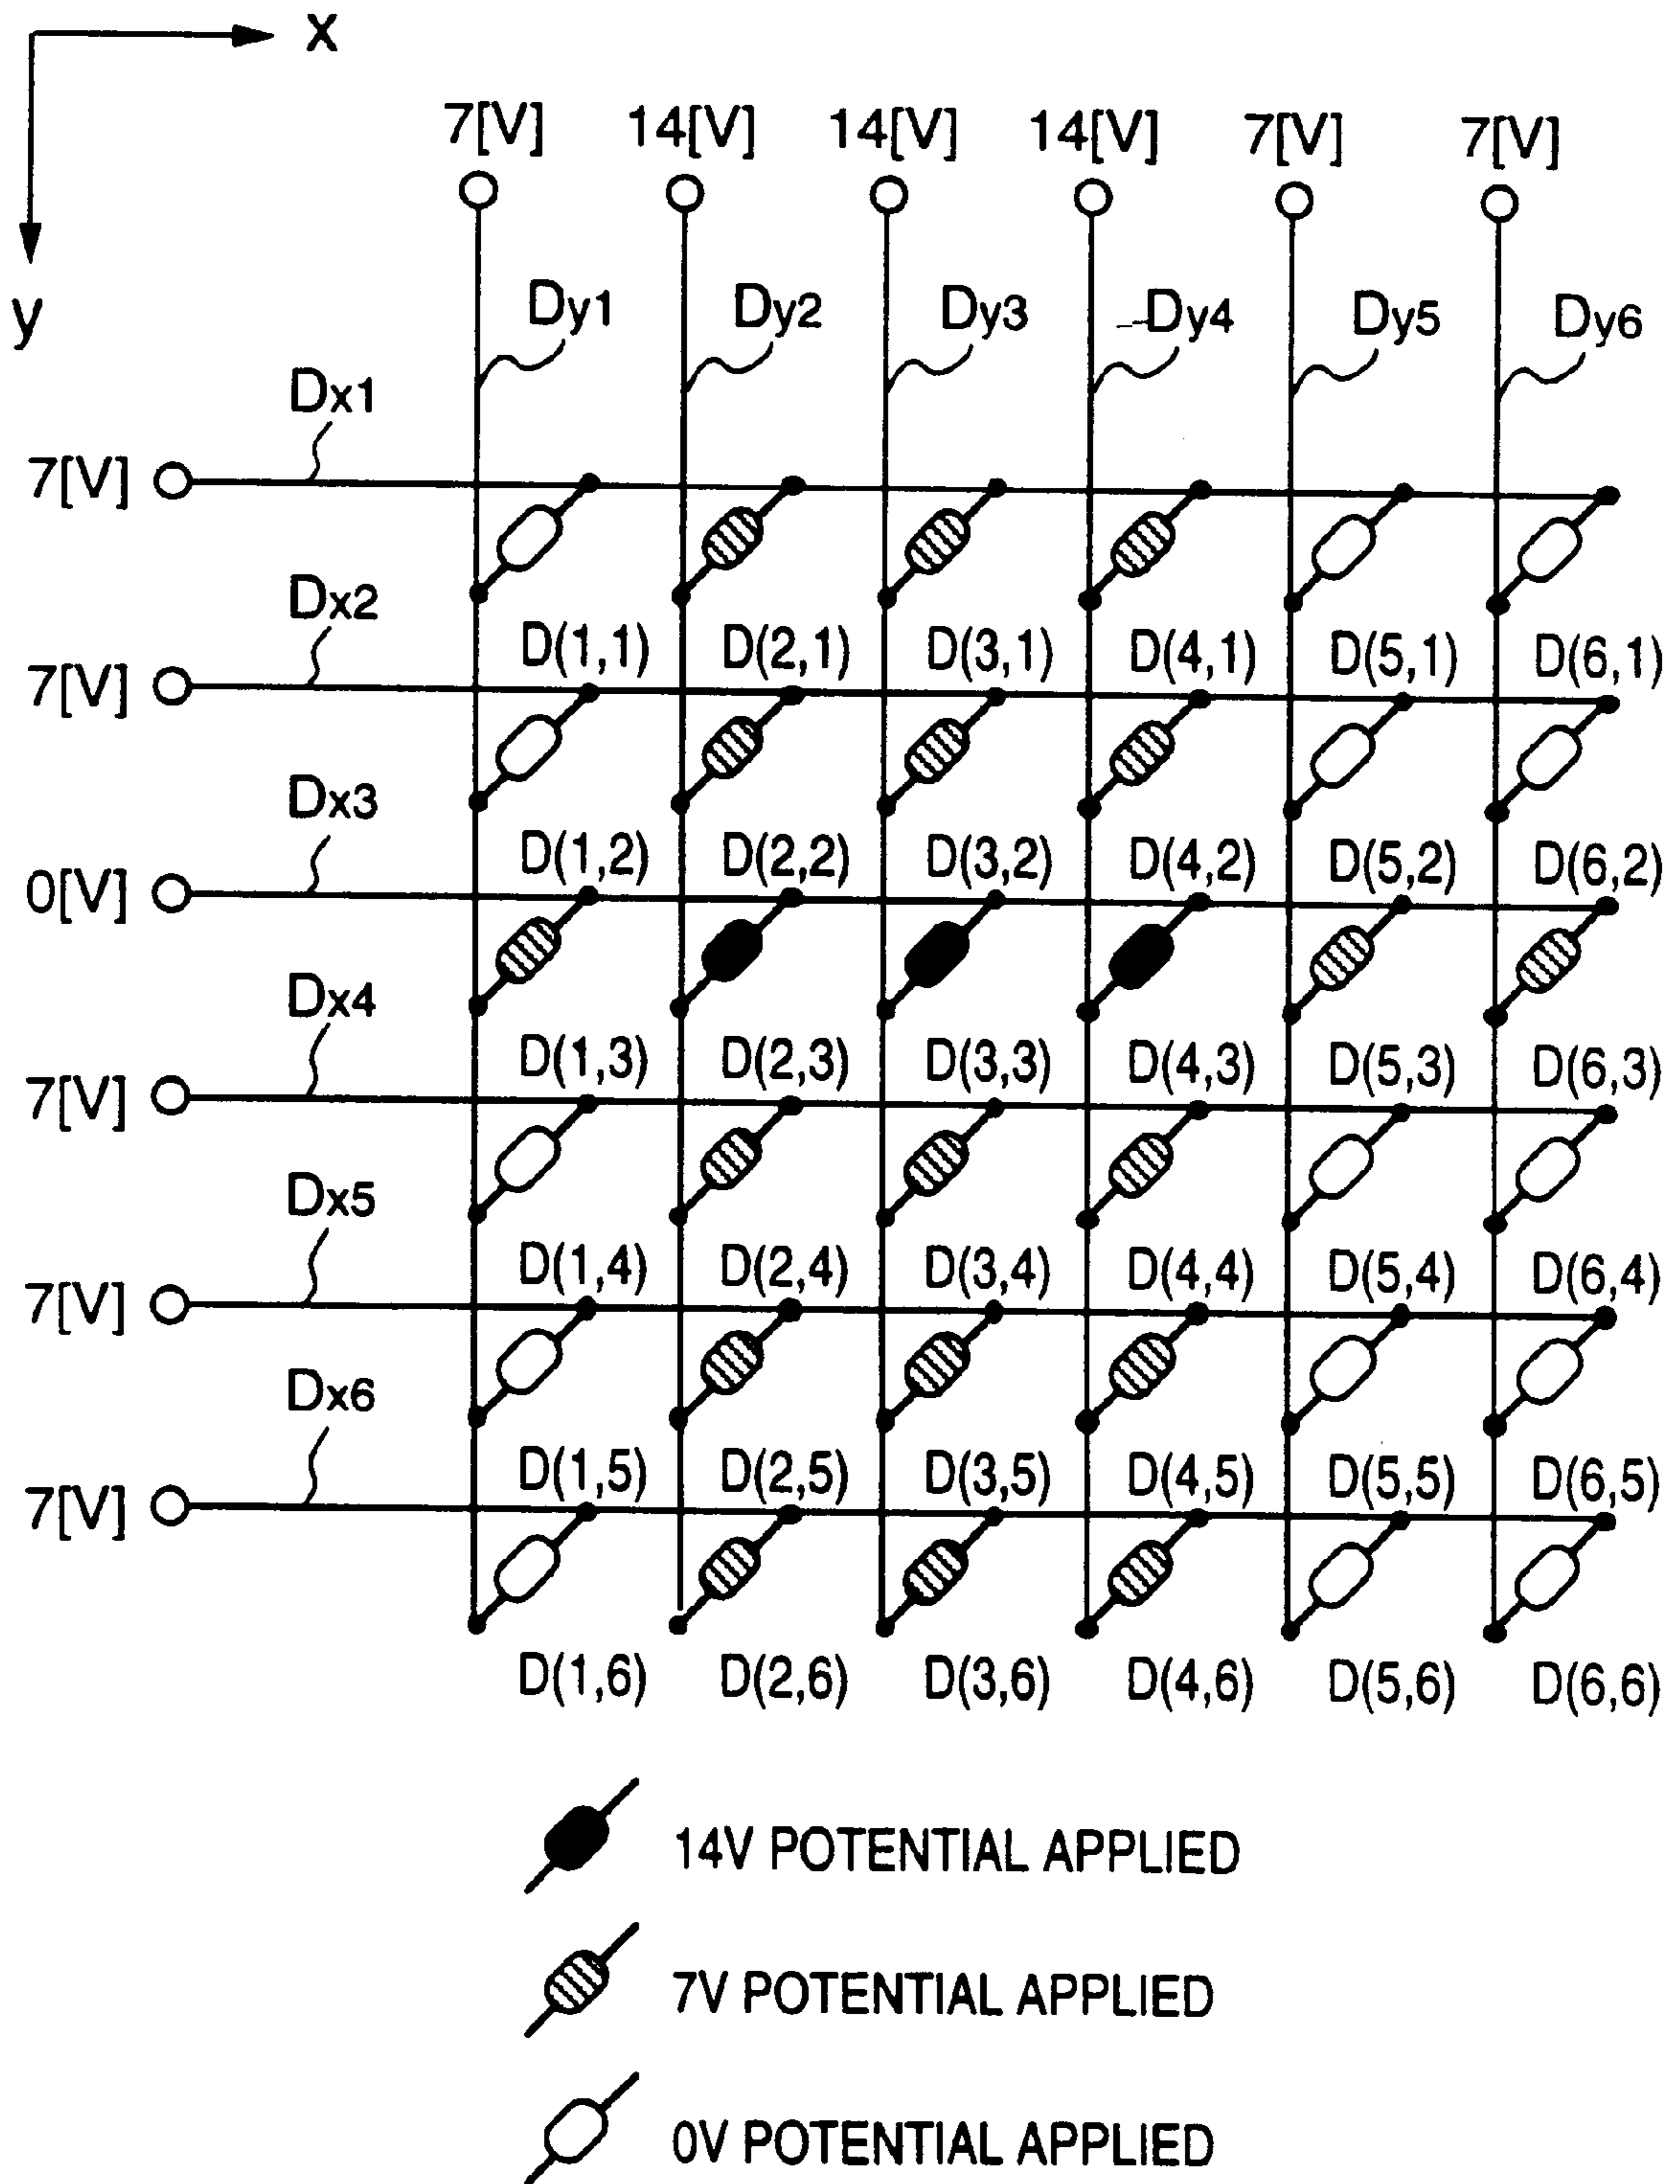 x
7[V] 14[V] 14[V] 14[V] 7[V] 7[V]
y
Dy1 Dy2 Dy3 Dy4 Dy5 Dy6
Dx1
7[V]
Dx2
D(1,1) D(2,1) D(3,1) D(4,1) D(5,1) D(6,1)
7[V]
Dx3
D(1,2) D(2,2) D(3,2) D(4,2) D(5,2) D(6,2)
0[V]
Dx4
D(1,3) D(2,3) D(3,3) D(4,3) D(5,3) D(6,3)
7[V]
Dx5
D(1,4) D(2,4) D(3,4) D(4,4) D(5,4) D(6,4)
7[V]
Dx6
D(1,5) D(2,5) D(3,5) D(4,5) D(5,5) D(6,5)
7[V]
D(1,6) D(2,6) D(3,6) D(4,6) D(5,6) D(6,6)
14V POTENTIAL APPLIED
7V POTENTIAL APPLIED
0V POTENTIAL APPLIED